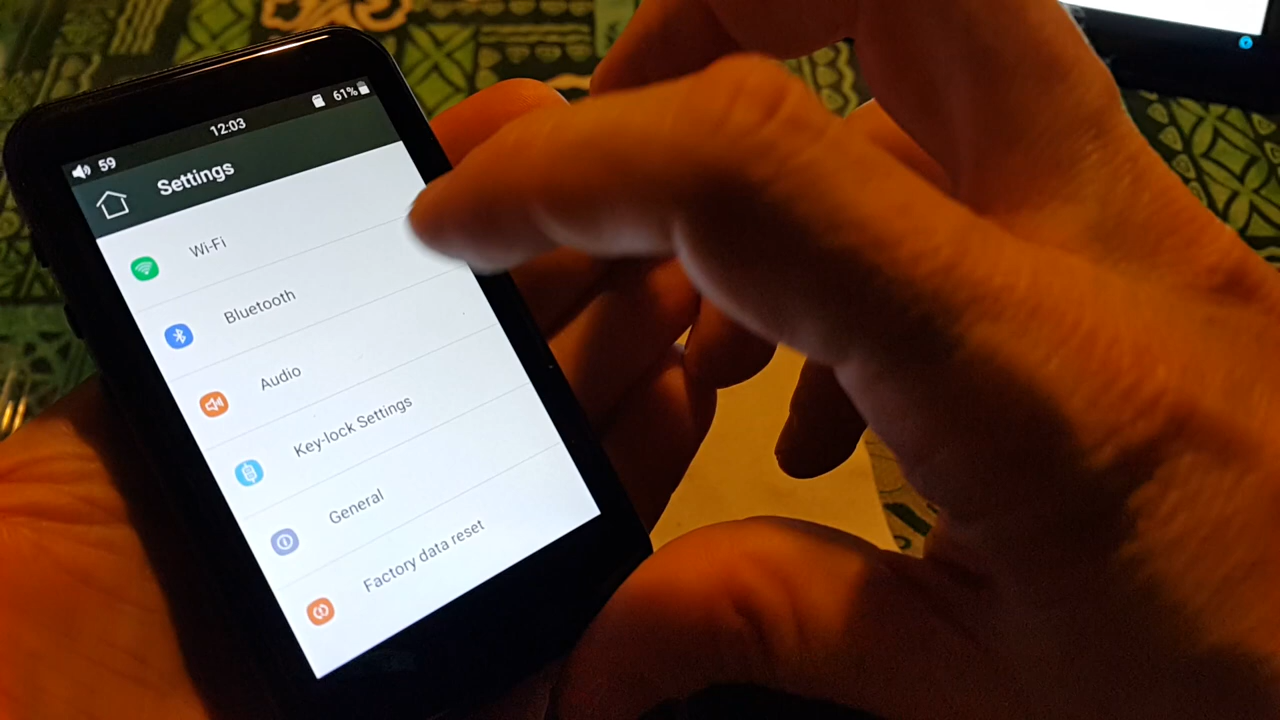 59
12:03
61%
Settings
Wi-Fi
Bluetooth
Audio
Key-lock Settings
General
Factory data reset